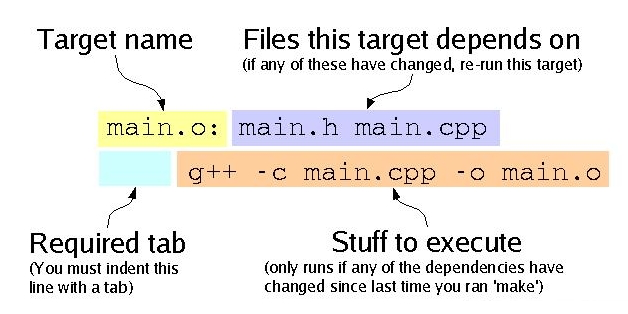 Target name
Files this target depends on
(if any of these have changed, re-run this target)
main.o: main.h main.cpp
g++ -c main.cpp -o main.o
Required tab
(You must indent this
line with a tab)
Stuff to execute
(only runs if any of the dependencies have
changed since last time you ran 'make')